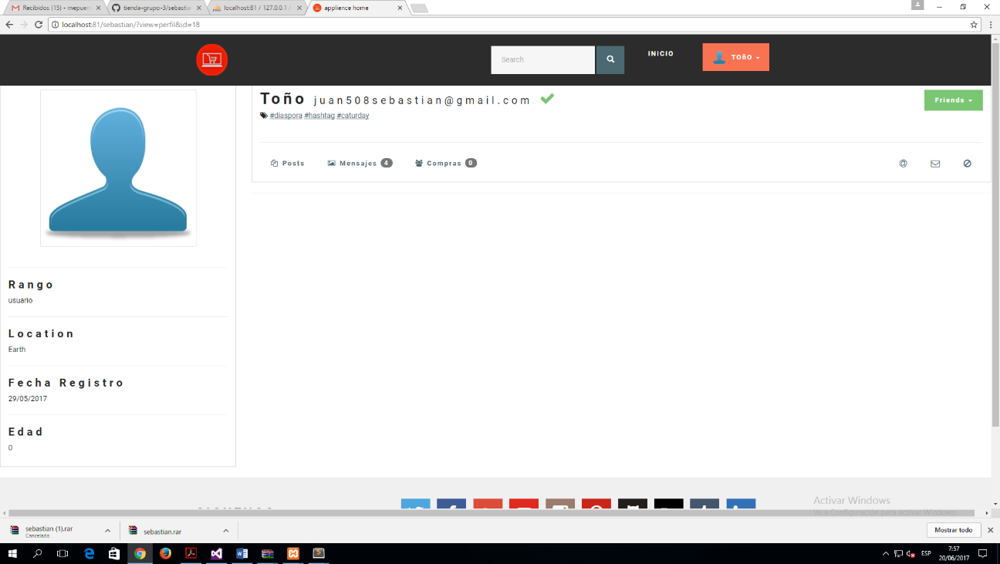 Recibidos (15) - mepuent
tienda-grupo-3/sebastia
localhost:81 / 127.0.0.1 /
applience home
localhost:81/sebastian/?view=perfil&id=18
Search
INICIO
TOñO
Toño juan508sebastian@gmail.com
Friends
#diaspora #hashtag #caturday
Posts
Mensajes 4
Compras 0
@
Rango
usuario
Location
Earth
Fecha Registro
29/05/2017
Edad
0
Activar Windows
Ve a Configuración para activar Windows.
sebastian (1).rar
Cancelado
sebastian.rar
Mostrar todo
ESP
7:57
20/06/2017